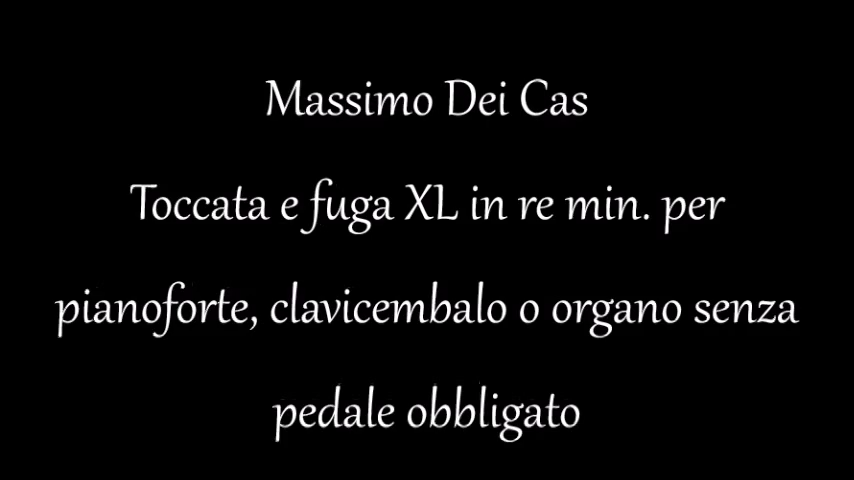 Massimo Dei Cas
Toccata e fuga XL in re min. per
pianoforte, clavicembalo o organo senza
pedale obbligato